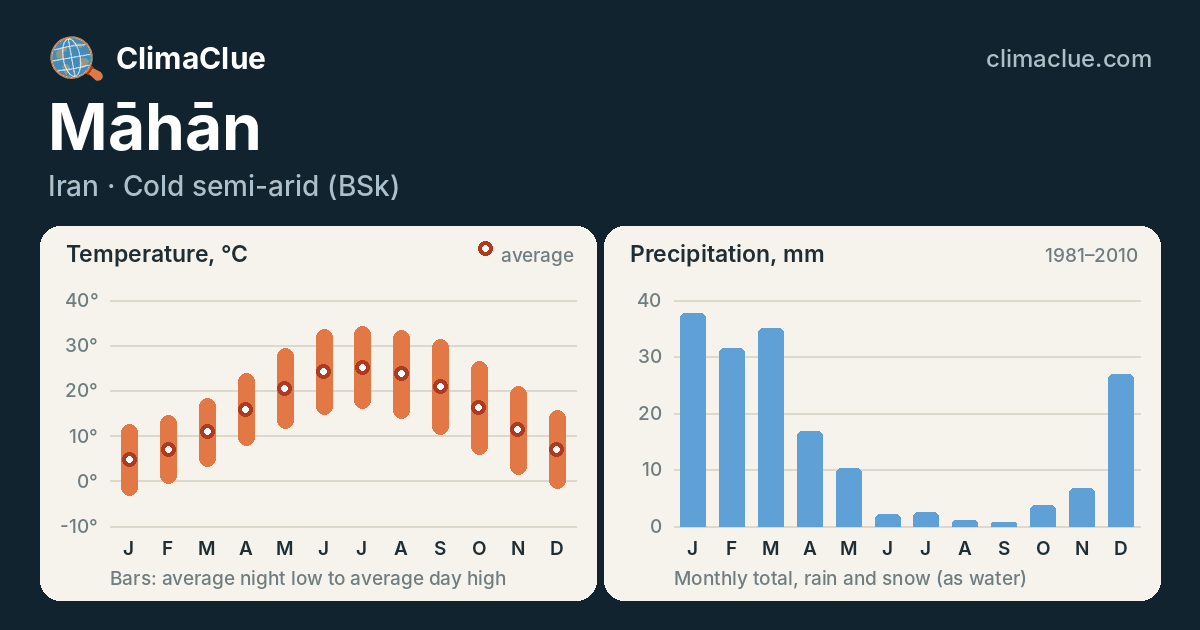 ClimaClue
climaclue.com
Māhān
Iran · Cold semi-arid (BSk)
Temperature, °C
average
40°
30°
20°
10°
0°
-10°
J F M A M J J A S O N D
Bars: average night low to average day high
Precipitation, mm
1981–2010
40
30
20
10
0
J F M A M J J A S O N D
Monthly total, rain and snow (as water)